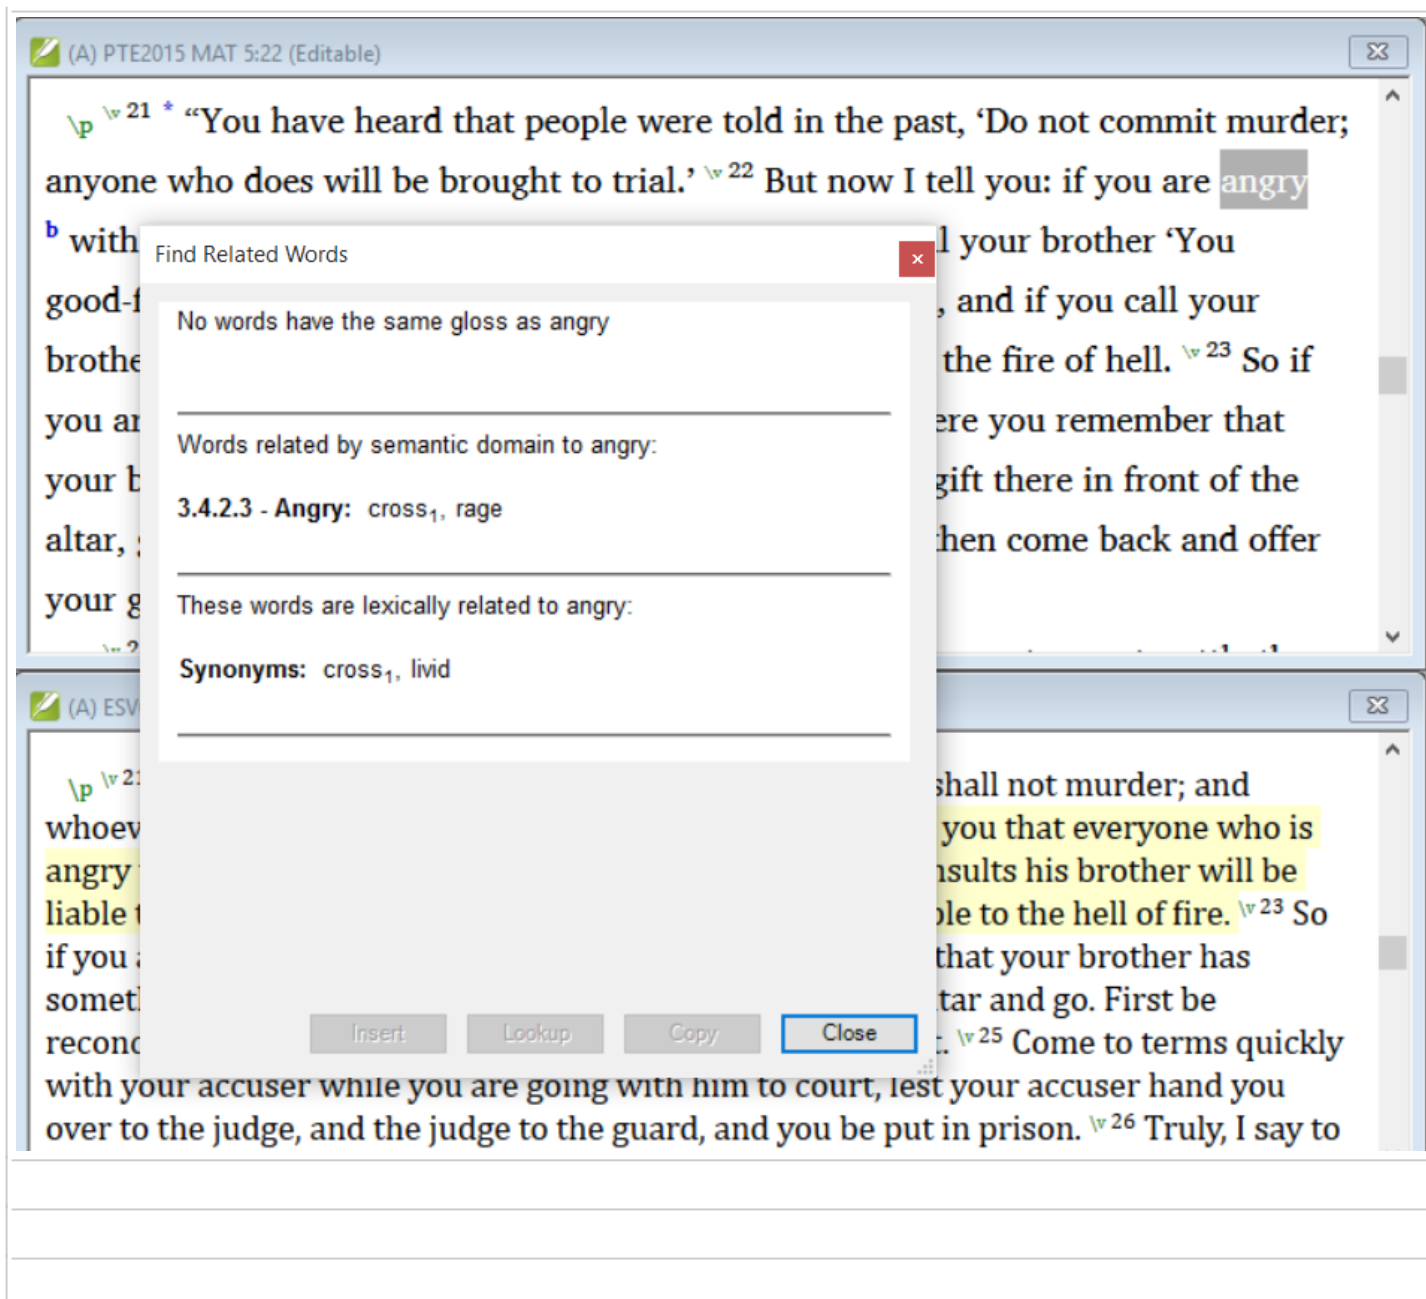 (A) PTE2015 MAT 5:22 (Editable)
\p \v 21 * “You have heard that people were told in the past, ‘Do not commit murder;
anyone who does will be brought to trial.’ \v 22 But now I tell you: if you are angry
b with l your brother ‘You
good-f , and if you call your
brothe the fire of hell. \v 23 So if
you ar ere you remember that
your b gift there in front of the
altar, g then come back and offer
your g
Find Related Words
No words have the same gloss as angry
Words related by semantic domain to angry:
3.4.2.3 - Angry: cross1, rage
These words are lexically related to angry:
Synonyms: cross1, livid
Insert Lookup Copy Close
(A) ESV
\p \v 21 shall not murder; and
whoev you that everyone who is
angry nsults his brother will be
liable t ble to the hell of fire. \v 23 So
if you a that your brother has
someth tar and go. First be
reconc t. \v 25 Come to terms quickly
with your accuser while you are going with him to court, lest your accuser hand you
over to the judge, and the judge to the guard, and you be put in prison. \v 26 Truly, I say to